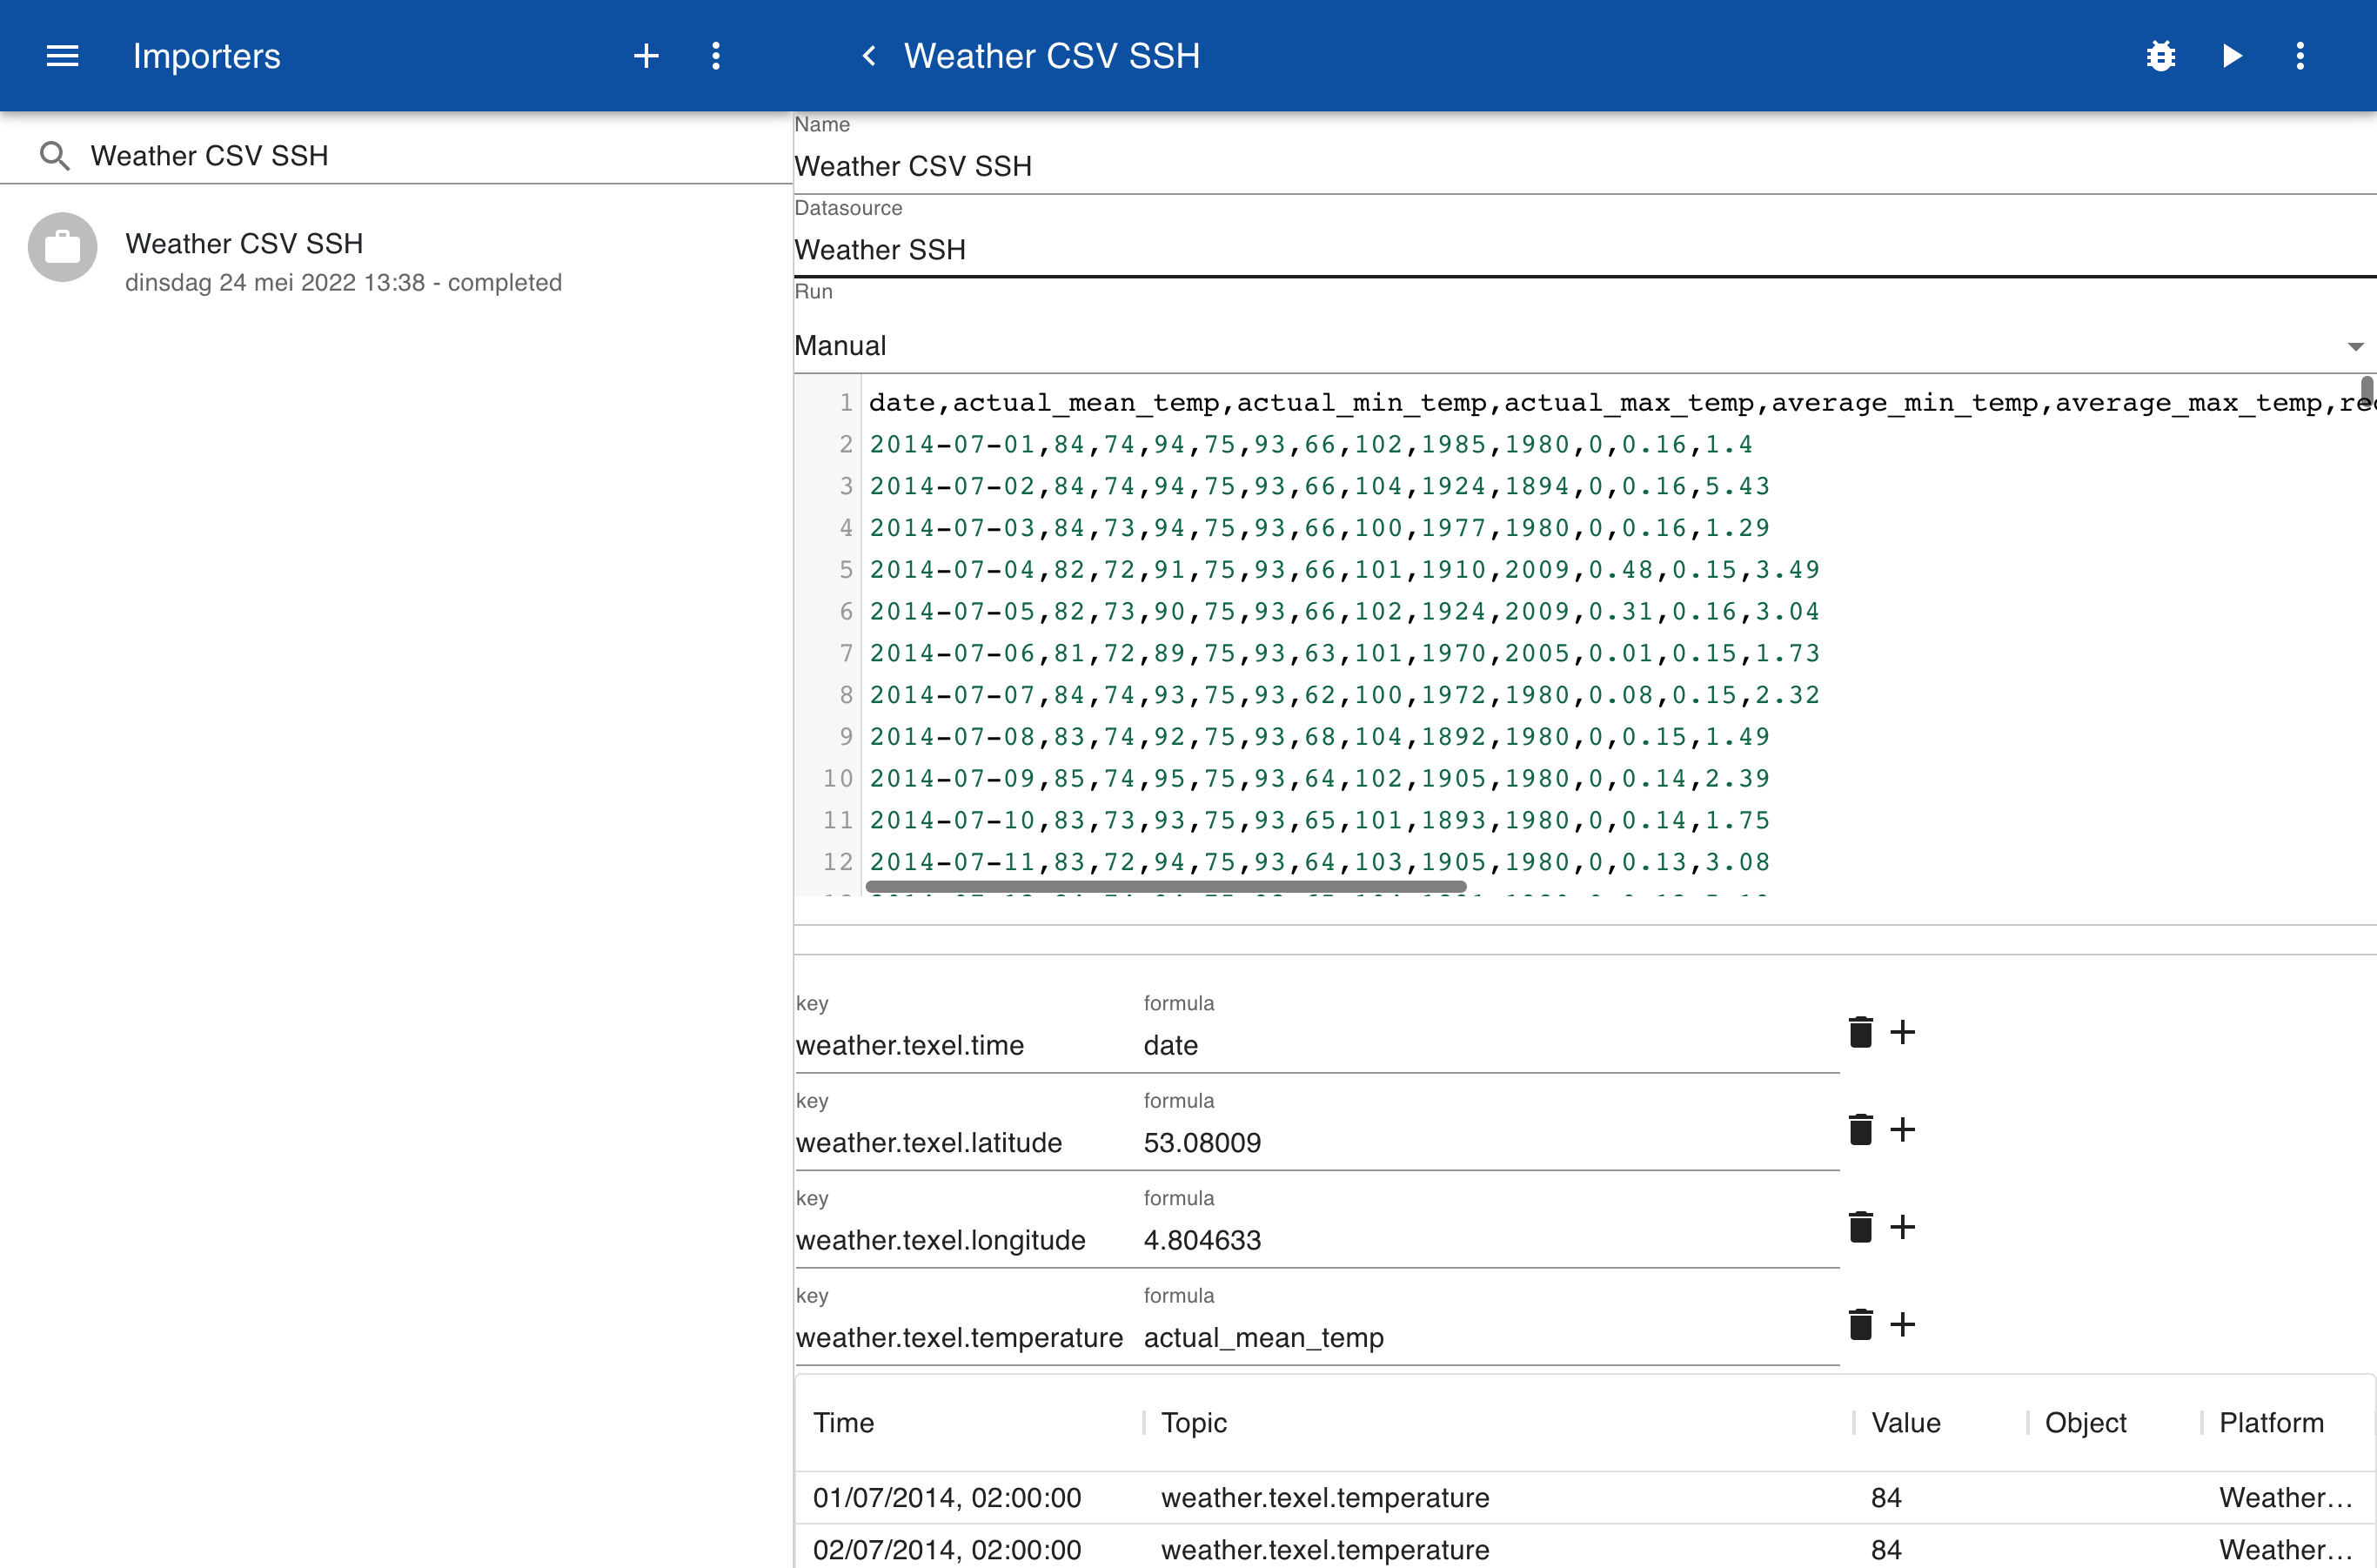 Importers
Weather CSV SSH
Weather CSV SSH
Weather CSV SSH
dinsdag 24 mei 2022 13:38 - completed
Name
Weather CSV SSH
Datasource
Weather SSH
Run
Manual
1 date,actual_mean_temp,actual_min_temp,actual_max_temp,average_min_temp,average_max_temp,rec
2 2014-07-01,84,74,94,75,93,66,102,1985,1980,0,0.16,1.4
3 2014-07-02,84,74,94,75,93,66,104,1924,1894,0,0.16,5.43
4 2014-07-03,84,73,94,75,93,66,100,1977,1980,0,0.16,1.29
5 2014-07-04,82,72,91,75,93,66,101,1910,2009,0.48,0.15,3.49
6 2014-07-05,82,73,90,75,93,66,102,1924,2009,0.31,0.16,3.04
7 2014-07-06,81,72,89,75,93,63,101,1970,2005,0.01,0.15,1.73
8 2014-07-07,84,74,93,75,93,62,100,1972,1980,0.08,0.15,2.32
9 2014-07-08,83,74,92,75,93,68,104,1892,1980,0,0.15,1.49
10 2014-07-09,85,74,95,75,93,64,102,1905,1980,0,0.14,2.39
11 2014-07-10,83,73,93,75,93,65,101,1893,1980,0,0.14,1.75
12 2014-07-11,83,72,94,75,93,64,103,1905,1980,0,0.13,3.08
key formula
weather.texel.time date
key formula
weather.texel.latitude 53.08009
key formula
weather.texel.longitude 4.804633
key formula
weather.texel.temperature actual_mean_temp
Time Topic Value Object Platform
01/07/2014, 02:00:00 weather.texel.temperature 84 Weather…
02/07/2014, 02:00:00 weather.texel.temperature 84 Weather…